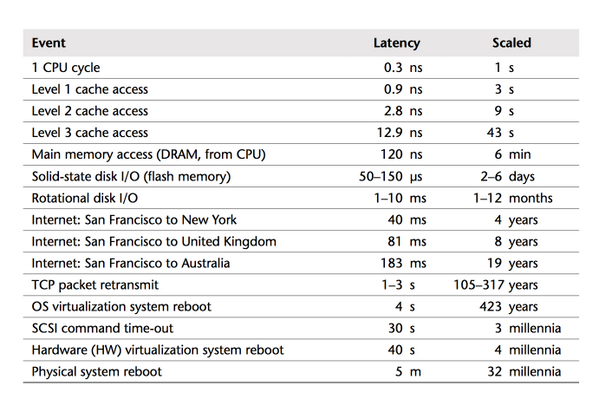 Event Latency Scaled
1 CPU cycle 0.3 ns 1 s
Level 1 cache access 0.9 ns 3 s
Level 2 cache access 2.8 ns 9 s
Level 3 cache access 12.9 ns 43 s
Main memory access (DRAM, from CPU) 120 ns 6 min
Solid-state disk I/O (flash memory) 50–150 μs 2–6 days
Rotational disk I/O 1–10 ms 1–12 months
Internet: San Francisco to New York 40 ms 4 years
Internet: San Francisco to United Kingdom 81 ms 8 years
Internet: San Francisco to Australia 183 ms 19 years
TCP packet retransmit 1–3 s 105–317 years
OS virtualization system reboot 4 s 423 years
SCSI command time-out 30 s 3 millennia
Hardware (HW) virtualization system reboot 40 s 4 millennia
Physical system reboot 5 m 32 millennia